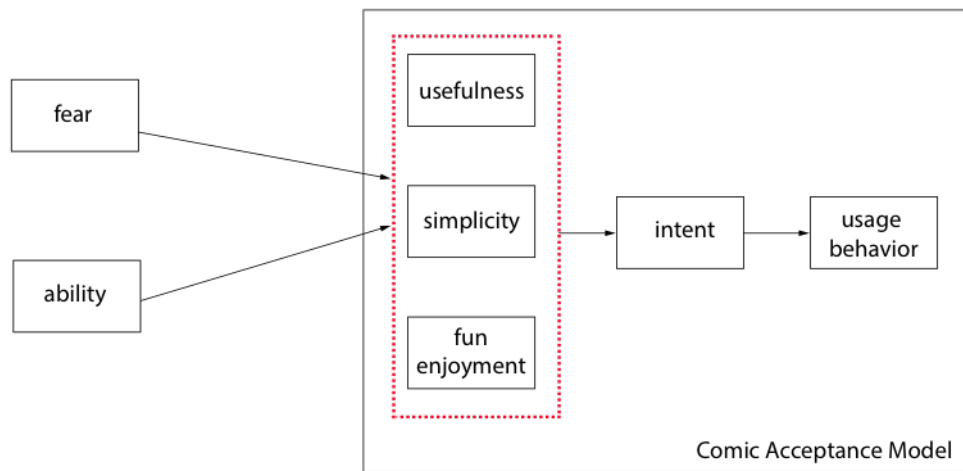 fear
ability
usefulness
simplicity
fun
enjoyment
intent
usage
behavior
Comic Acceptance Model